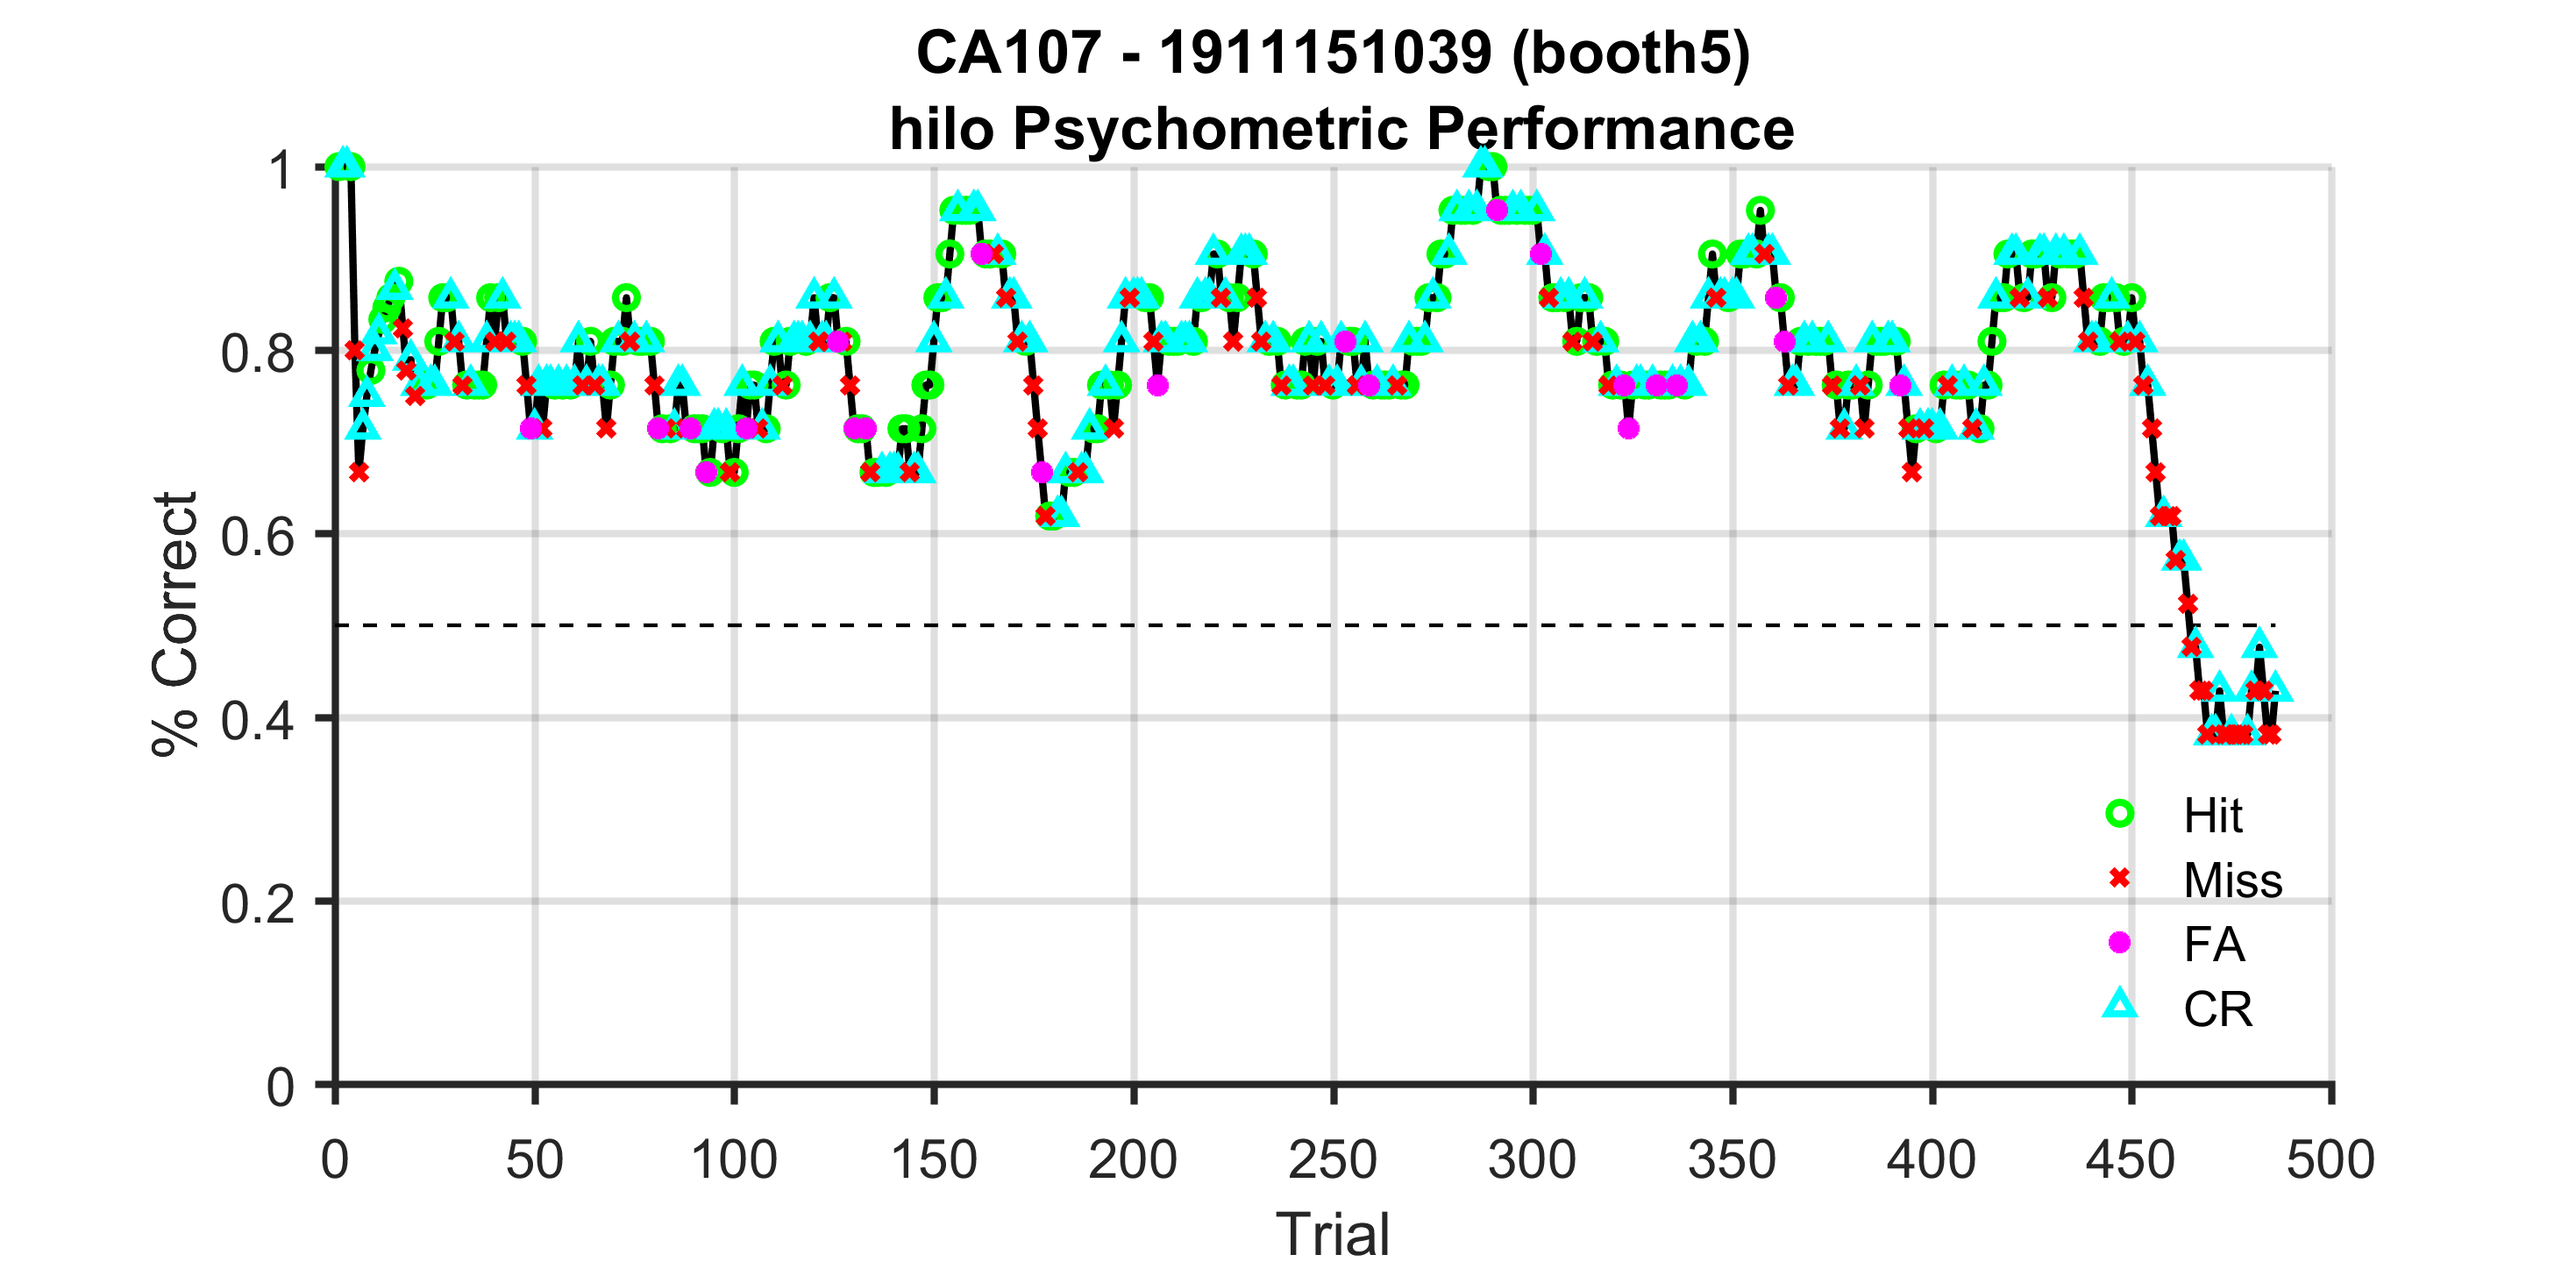 CA107 - 1911151039 (booth5)
hilo Psychometric Performance
% Correct
1
0.8
0.6
0.4
0.2
0
Hit
Miss
FA
CR
0 50 100 150 200 250 300 350 400 450 500
Trial